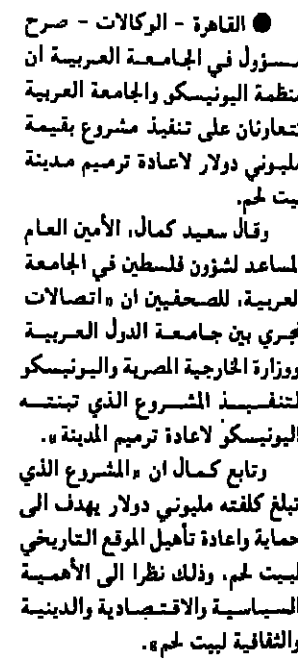 ● القاهرة - الوكالات - صرح
مسؤول في الجامعة العربية ان
منظمة اليونيسكو والجامعة العربية
تتعاونان على تنفيذ مشروع بقيمة
مليوني دولار لاعادة ترميم مدينة
بيت لحم.
وقال سعيد كمال، الأمين العام
المساعد لشؤون فلسطين في الجامعة
العربية، للصحفيين ان «اتصالات
تجري بين جامعة الدول العربية
ووزارة الخارجية المصرية واليونيسكو
لتنفيذ المشروع الذي تبنته
اليونيسكو لاعادة ترميم المدينة».
وتابع كمال ان «المشروع الذي
تبلغ كلفته مليوني دولار يهدف الى
حماية واعادة تأهيل الموقع التاريخي
لبيت لحم، وذلك نظرا الى الأهمية
السياسية والاقتصادية والدينية
والثقافية لبيت لحم».